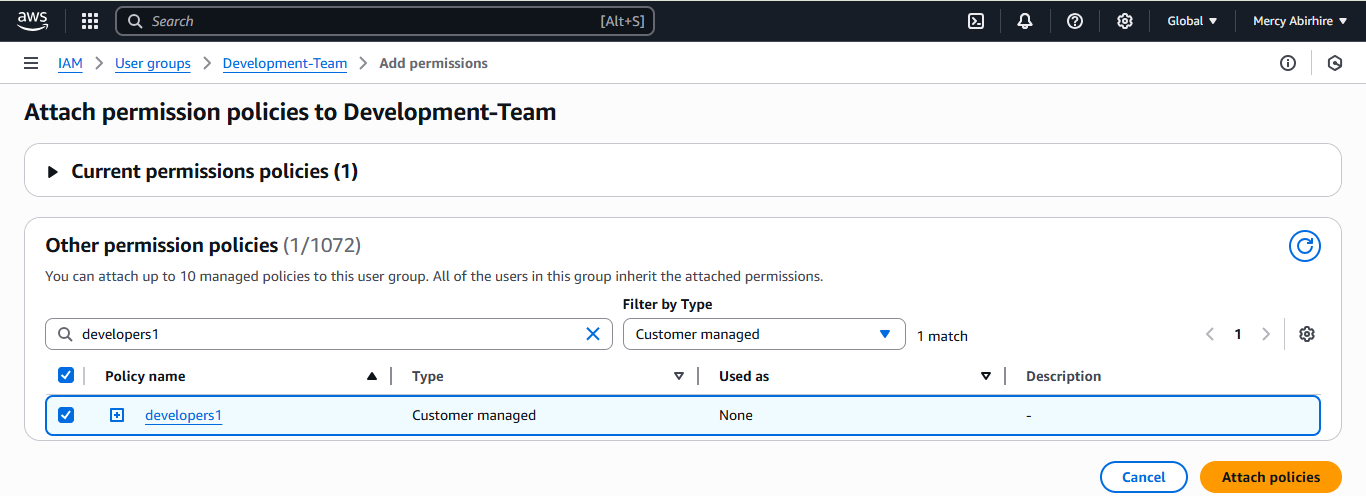 aws Search [Alt+S] Global Mercy Abirhire
IAM User groups Development-Team Add permissions
Attach permission policies to Development-Team
Current permissions policies (1)
Other permission policies (1/1072)
You can attach up to 10 managed policies to this user group. All of the users in this group inherit the attached permissions.
Filter by Type
developers1 Customer managed 1 match 1
Policy name Type Used as Description
developers1 Customer managed None -
Cancel Attach policies